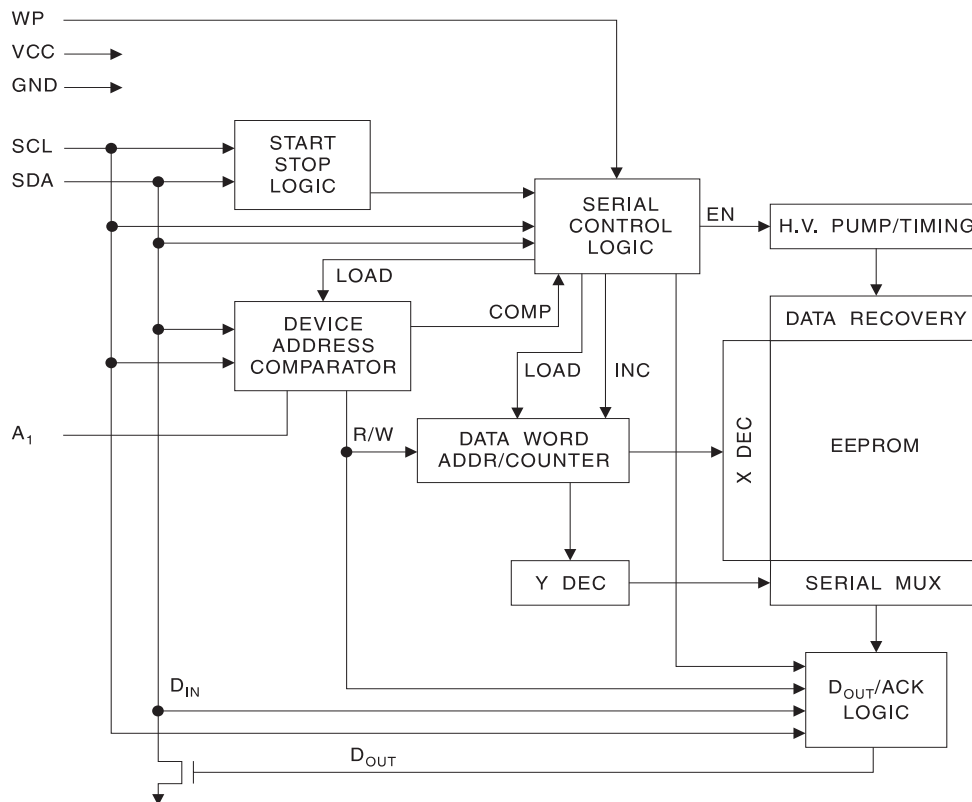 WP
VCC
GND
SCL
SDA
START
STOP
LOGIC
SERIAL
CONTROL
LOGIC
EN
H.V. PUMP/TIMING
LOAD
COMP
DEVICE
ADDRESS
COMPARATOR
DATA RECOVERY
LOAD
INC
A1
R/W
DATA WORD
ADDR/COUNTER
X DEC
EEPROM
Y DEC
SERIAL MUX
DIN
DOUT/ACK
LOGIC
DOUT